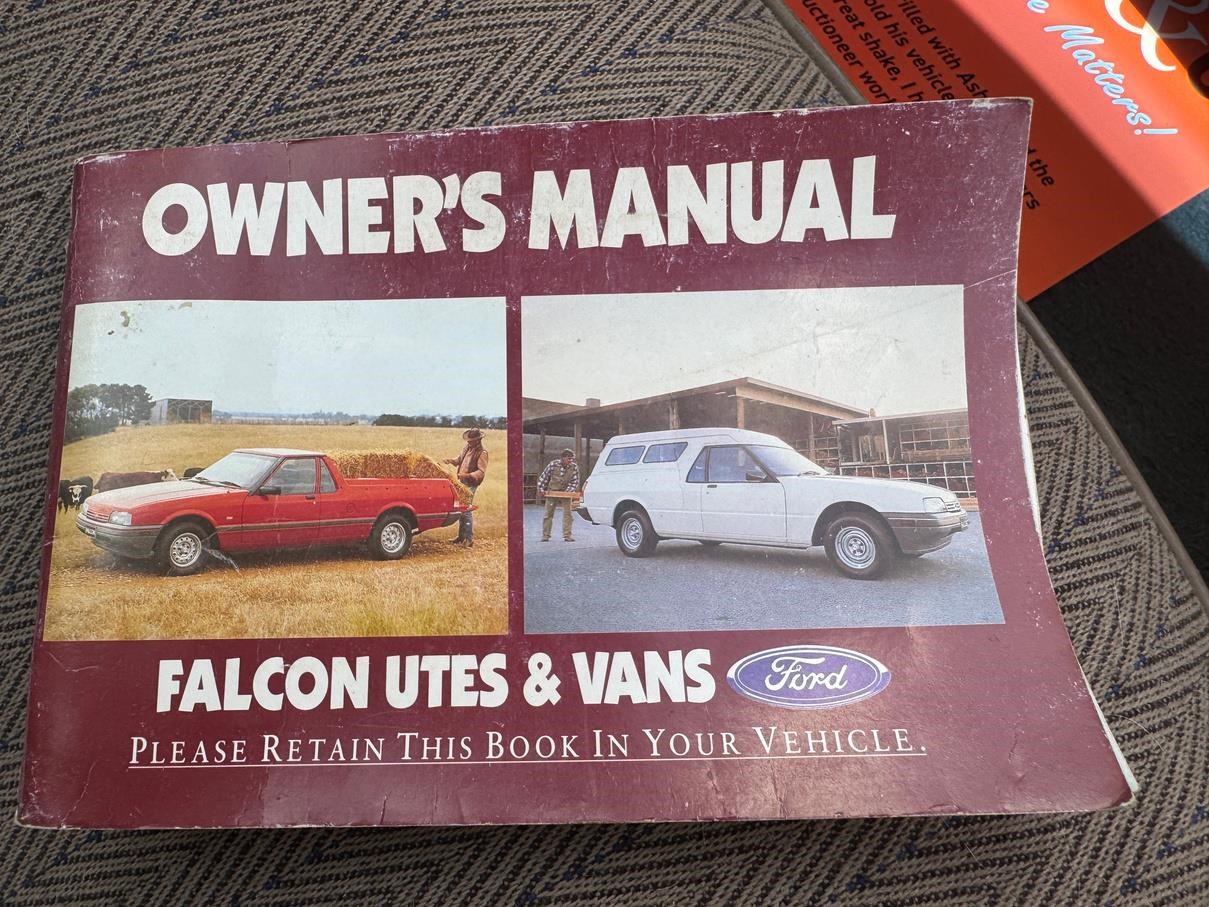 OWNER'S MANUAL
FALCON UTES & VANS Ford
PLEASE RETAIN THIS BOOK IN YOUR VEHICLE.
e Matters!
&
rilled with Ash
old his vehicle
reat shake, I h
uctioneer wor
the
rs